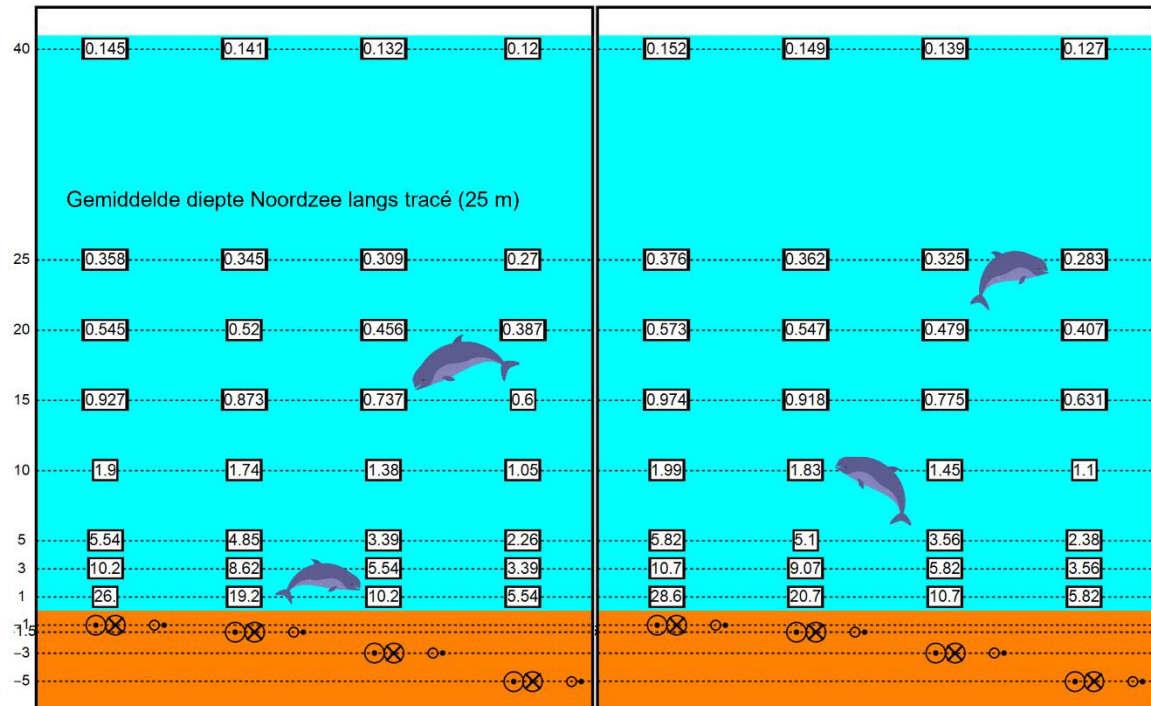 40 0.145 0.141 0.132 0.12 0.152 0.149 0.139 0.127
Gemiddelde diepte Noordzee langs tracé (25 m)
25 0.358 0.345 0.309 0.27 0.376 0.362 0.325 0.283
20 0.545 0.52 0.456 0.387 0.573 0.547 0.479 0.407
15 0.927 0.873 0.737 0.6 0.974 0.918 0.775 0.631
10 1.9 1.74 1.38 1.05 1.99 1.83 1.45 1.1
5 5.54 4.85 3.39 2.26 5.82 5.1 3.56 2.38
3 10.2 8.62 5.54 3.39 10.7 9.07 5.82 3.56
1 26. 19.2 10.2 5.54 28.6 20.7 10.7 5.82
−3
−5